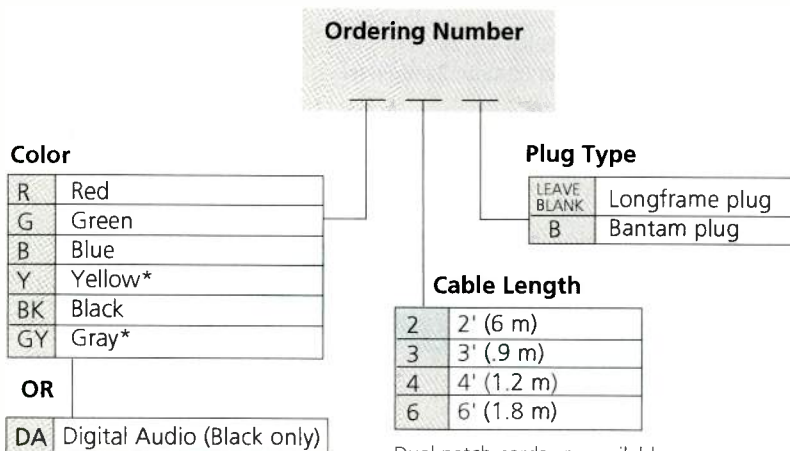 Ordering Number
Color
R Red
G Green
B Blue
Y Yellow*
BK Black
GY Gray*
OR
DA Digital Audio (Black only)
Plug Type
LEAVE BLANK Longframe plug
B Bantam plug
Cable Length
2 2' (6 m)
3 3' (.9 m)
4 4' (1.2 m)
6 6' (1.8 m)